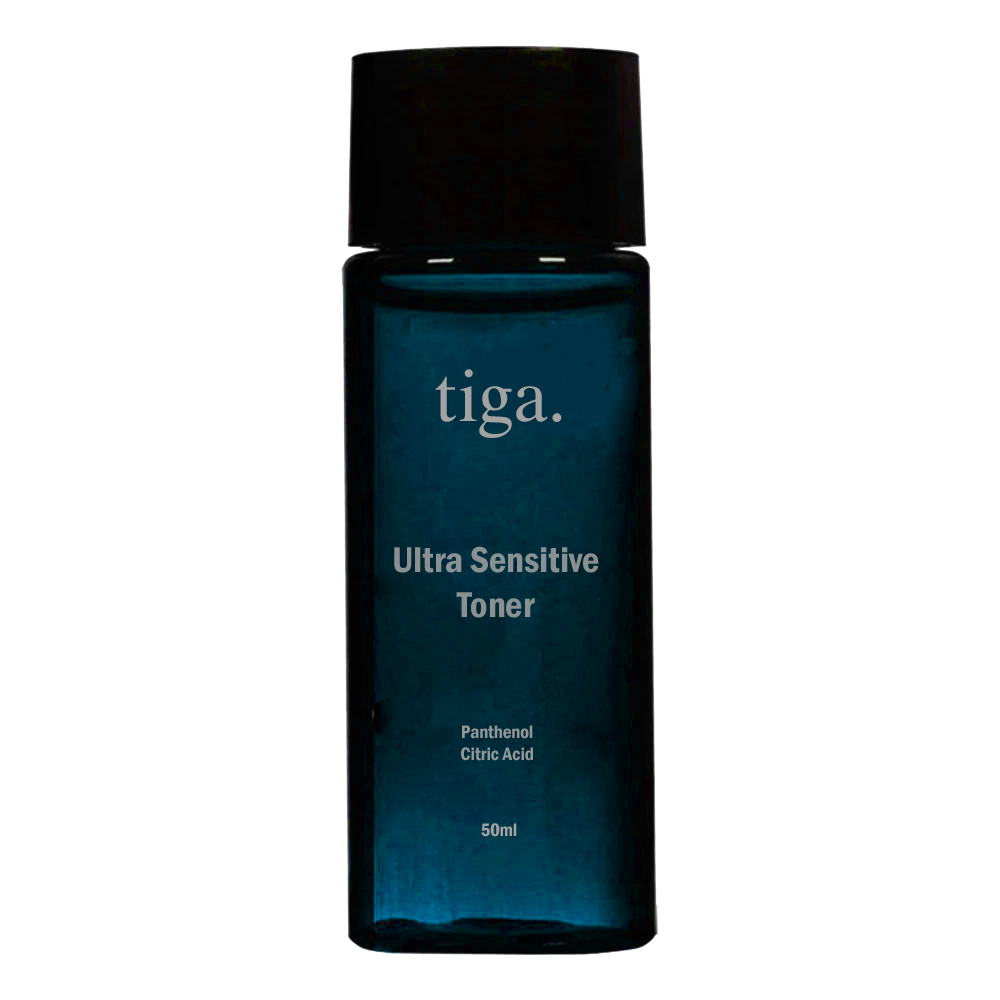 tiga.
Ultra Sensitive
Toner
Panthenol
Citric Acid
50ml